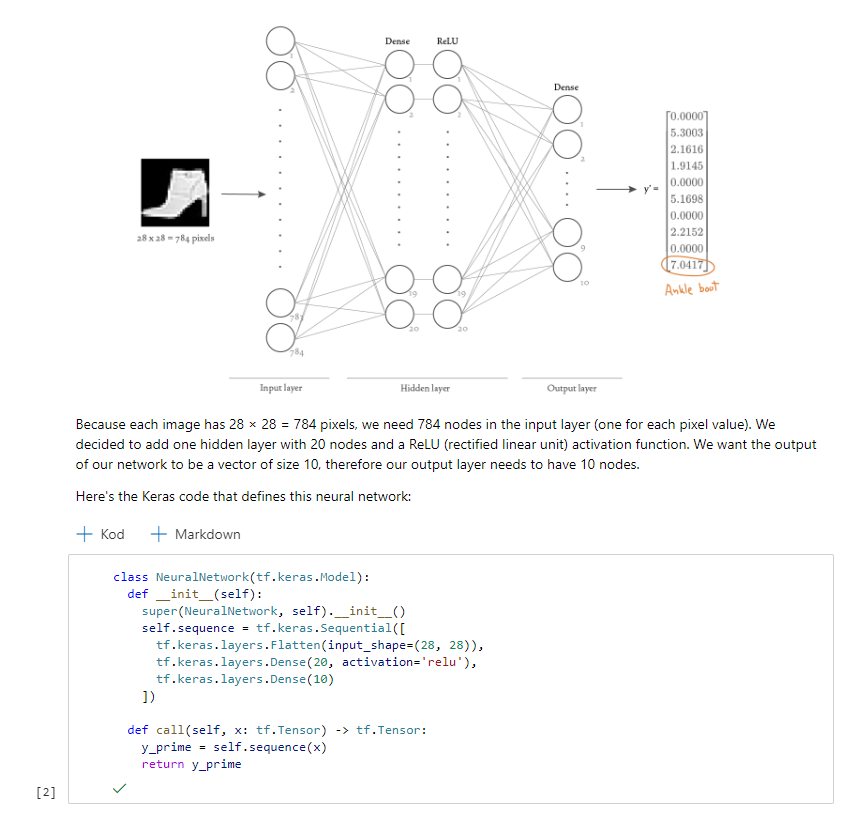 Dense ReLU
1 1
Dense
2 2 2
1
[0.0000]
5.3003
2.1616
1.9145
2
0.0000
y' =
5.1698
0.0000
2.2152
9
0.0000
28 x 28 = 784 pixels
7.0417
10
Ankle boot
19 19
783
20 20
784
Input layer Hidden layer Output layer
Because each image has 28 × 28 = 784 pixels, we need 784 nodes in the input layer (one for each pixel value). We
decided to add one hidden layer with 20 nodes and a ReLU (rectified linear unit) activation function. We want the output
of our network to be a vector of size 10, therefore our output layer needs to have 10 nodes.
Here's the Keras code that defines this neural network:
+ Kod + Markdown
class NeuralNetwork(tf.keras.Model):
def __init__(self):
super(NeuralNetwork, self).__init__()
self.sequence = tf.keras.Sequential([
tf.keras.layers.Flatten(input_shape=(28, 28)),
tf.keras.layers.Dense(20, activation='relu'),
tf.keras.layers.Dense(10)
])
def call(self, x: tf.Tensor) -> tf.Tensor:
y_prime = self.sequence(x)
return y_prime
[2]